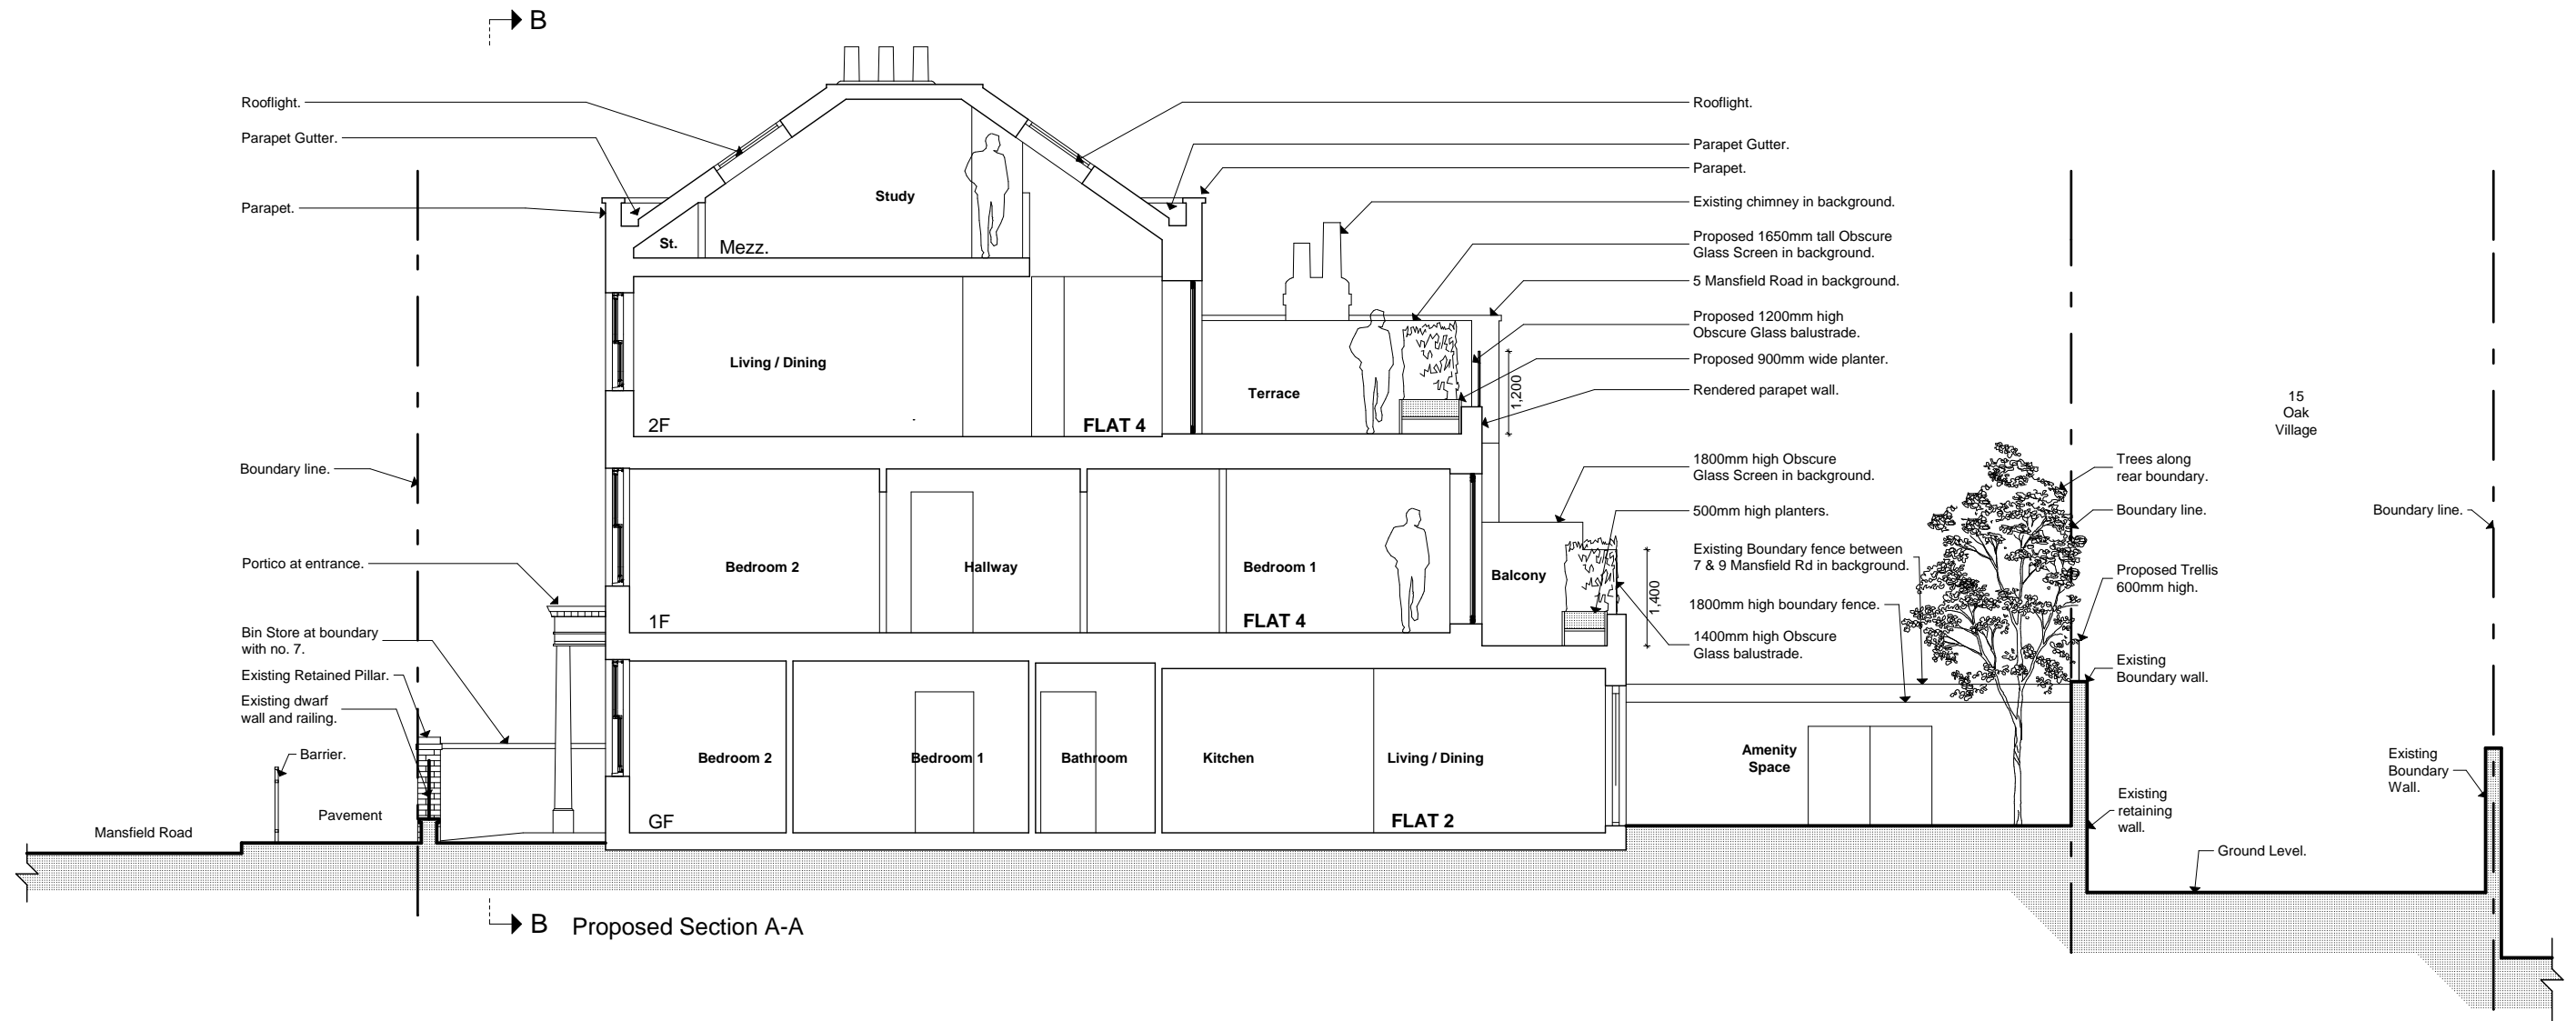 B
Rooflight.
Parapet Gutter.
Parapet.
Boundary line.
Portico at entrance.
Bin Store at boundary
with no. 7.
Existing Retained Pillar.
Existing dwarf
wall and railing.
Barrier.
Pavement
Mansfield Road
Study
St.
Mezz.
Living / Dining
2F
FLAT 4
Terrace
1,200
Bedroom 2
Hallway
Bedroom 1
Balcony
1F
FLAT 4
1,400
Bedroom 2
Bedroom 1
Bathroom
Kitchen
Living / Dining
GF
FLAT 2
Amenity
Space
Rooflight.
Parapet Gutter.
Parapet.
Existing chimney in background.
Proposed 1650mm tall Obscure
Glass Screen in background.
5 Mansfield Road in background.
Proposed 1200mm high
Obscure Glass balustrade.
Proposed 900mm wide planter.
Rendered parapet wall.
1800mm high Obscure
Glass Screen in background.
500mm high planters.
Existing Boundary fence between
7 & 9 Mansfield Rd in background.
1800mm high boundary fence.
1400mm high Obscure
Glass balustrade.
15
Oak
Village
Trees along
rear boundary.
Boundary line.
Boundary line.
Proposed Trellis
600mm high.
Existing
Boundary wall.
Existing
retaining
wall.
Existing
Boundary
Wall.
Ground Level.
B
Proposed Section A-A